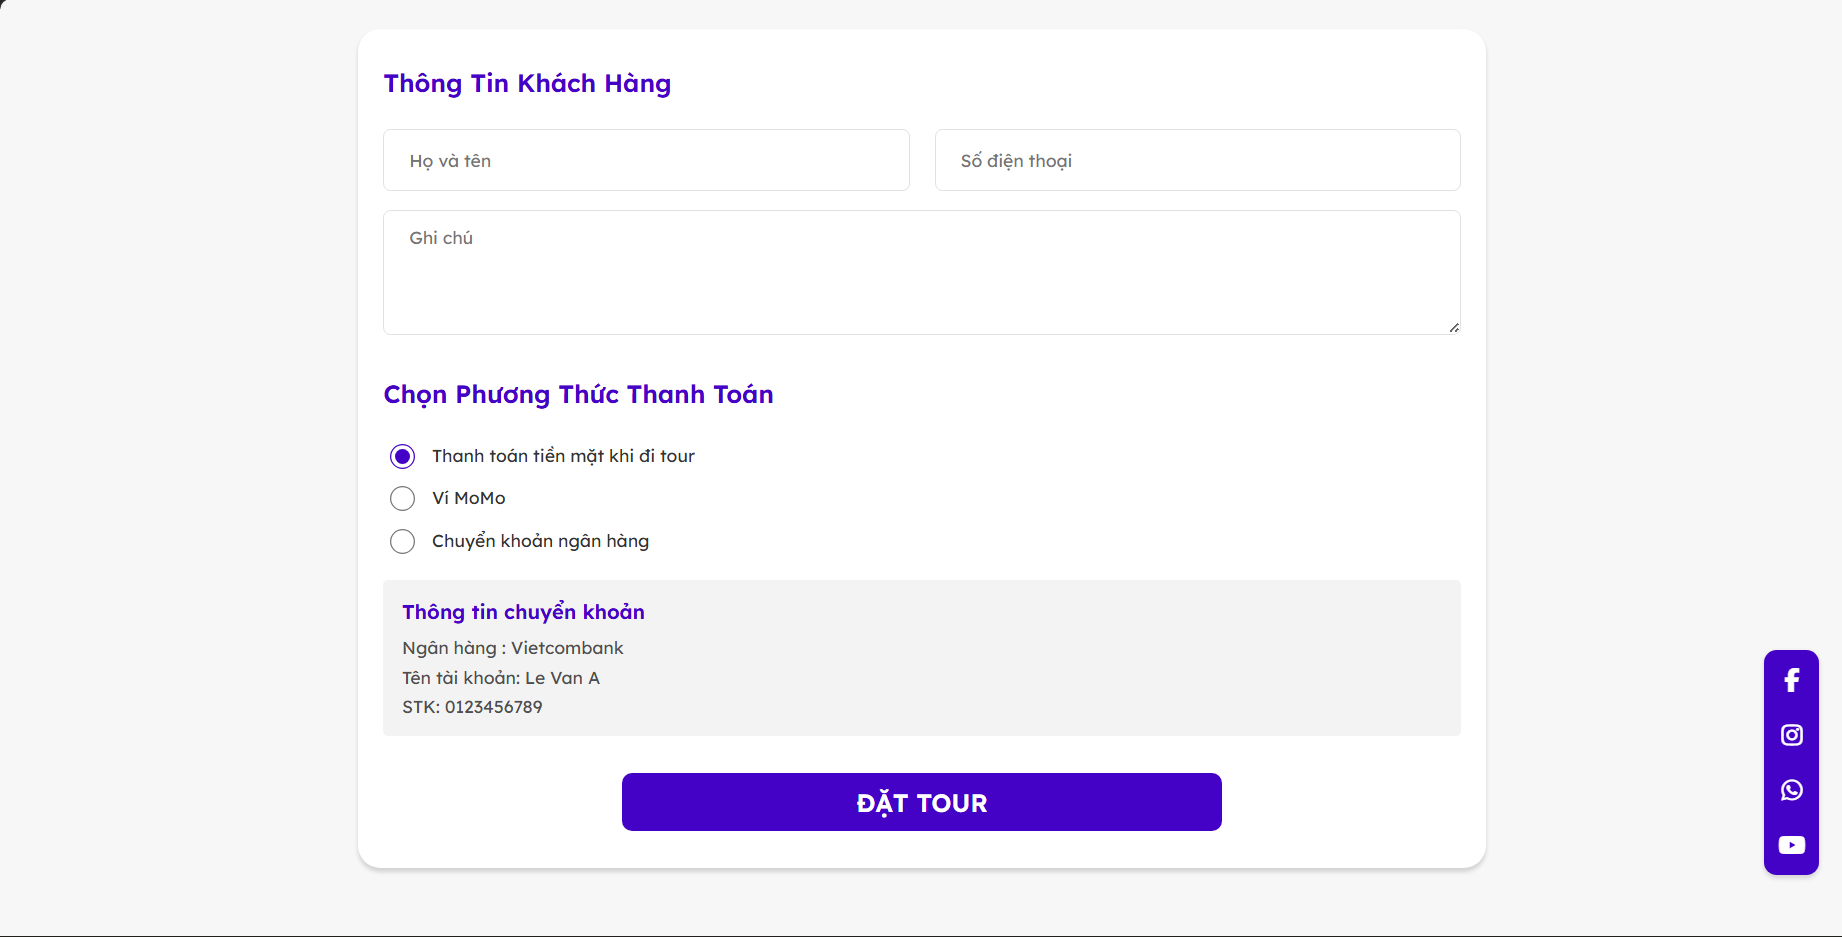 Thông Tin Khách Hàng
Họ và tên
Số điện thoại
Ghi chú
Chọn Phương Thức Thanh Toán
Thanh toán tiền mặt khi đi tour
Ví MoMo
Chuyển khoản ngân hàng
Thông tin chuyển khoản
Ngân hàng : Vietcombank
Tên tài khoản: Le Van A
STK: 0123456789
ĐẶT TOUR